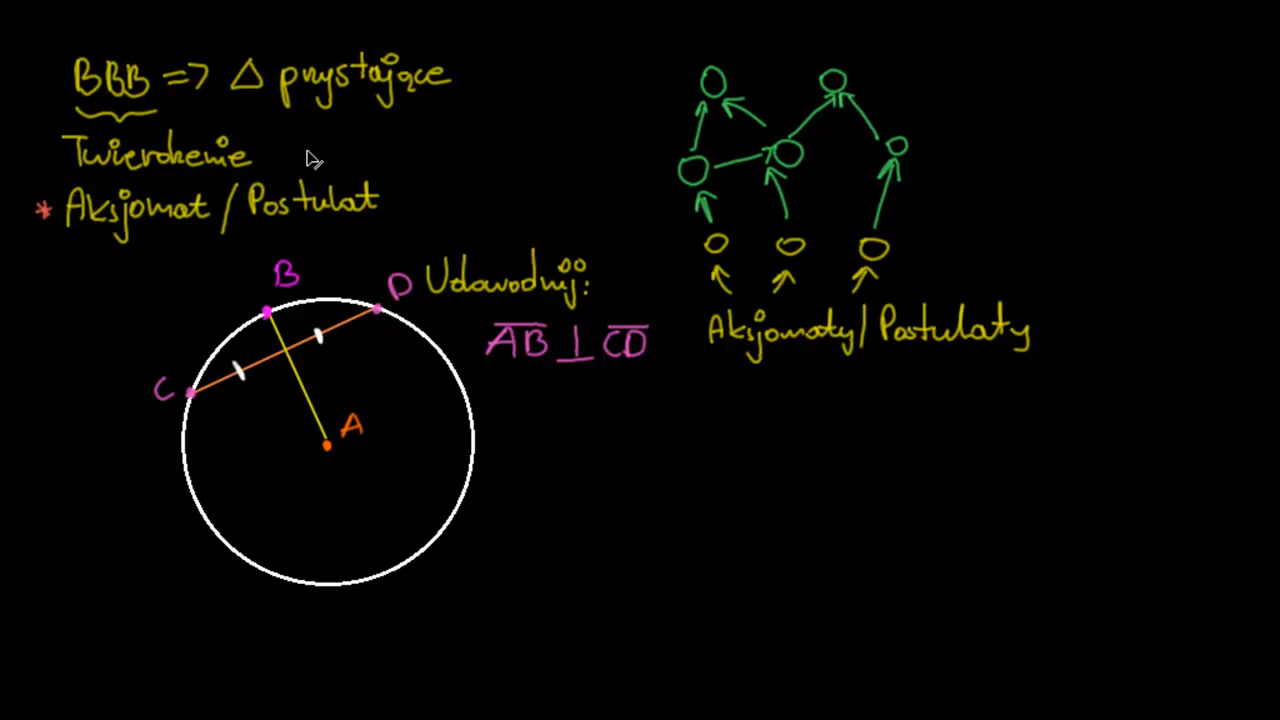 BBB => △ przystające
Twierdzenie
* Aksjomat / Postulat
B
D
Udowodnij:
AB ⊥ CD
C
A
Aksjomaty/Postulaty